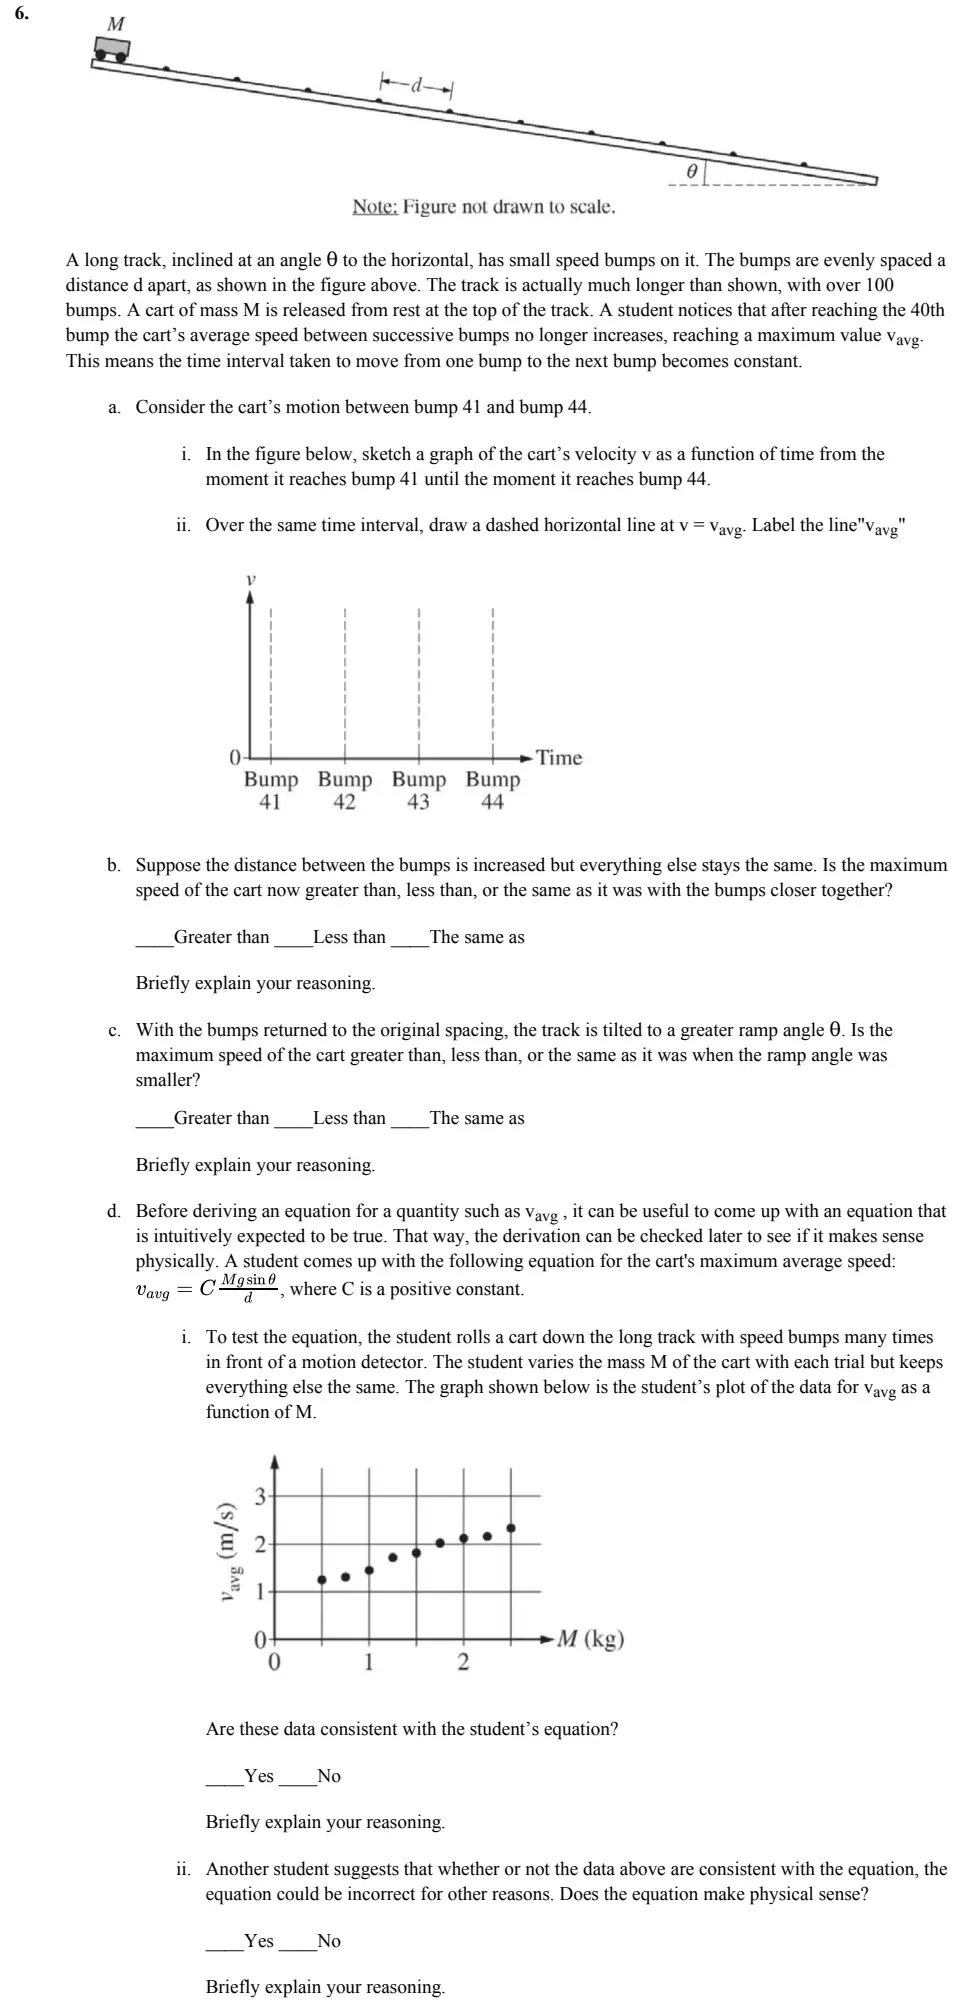 6.
M
d
θ
Note: Figure not drawn to scale.
A long track, inclined at an angle θ to the horizontal, has small speed bumps on it. The bumps are evenly spaced a
distance d apart, as shown in the figure above. The track is actually much longer than shown, with over 100
bumps. A cart of mass M is released from rest at the top of the track. A student notices that after reaching the 40th
bump the cart's average speed between successive bumps no longer increases, reaching a maximum value vavg.
This means the time interval taken to move from one bump to the next bump becomes constant.
a. Consider the cart's motion between bump 41 and bump 44.
i. In the figure below, sketch a graph of the cart's velocity v as a function of time from the
moment it reaches bump 41 until the moment it reaches bump 44.
ii. Over the same time interval, draw a dashed horizontal line at v = vavg. Label the line"vavg"
v
0
Time
Bump Bump Bump Bump
41 42 43 44
b. Suppose the distance between the bumps is increased but everything else stays the same. Is the maximum
speed of the cart now greater than, less than, or the same as it was with the bumps closer together?
____Greater than ____Less than ____The same as
Briefly explain your reasoning.
c. With the bumps returned to the original spacing, the track is tilted to a greater ramp angle θ. Is the
maximum speed of the cart greater than, less than, or the same as it was when the ramp angle was
smaller?
____Greater than ____Less than ____The same as
Briefly explain your reasoning.
d. Before deriving an equation for a quantity such as vavg , it can be useful to come up with an equation that
is intuitively expected to be true. That way, the derivation can be checked later to see if it makes sense
physically. A student comes up with the following equation for the cart's maximum average speed:
vavg = C Mg sin θ / d, where C is a positive constant.
i. To test the equation, the student rolls a cart down the long track with speed bumps many times
in front of a motion detector. The student varies the mass M of the cart with each trial but keeps
everything else the same. The graph shown below is the student's plot of the data for vavg as a
function of M.
vavg (m/s)
3
2
1
0
M (kg)
0 1 2
Are these data consistent with the student's equation?
____Yes ____No
Briefly explain your reasoning.
ii. Another student suggests that whether or not the data above are consistent with the equation, the
equation could be incorrect for other reasons. Does the equation make physical sense?
____Yes ____No
Briefly explain your reasoning.